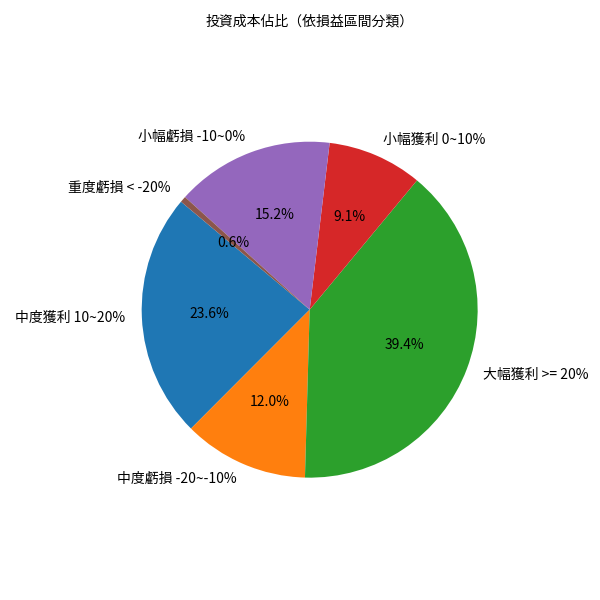 投資成本佔比（依損益區間分類）
小幅虧損 -10~0%
小幅獲利 0~10%
重度虧損 < -20%
15.2%
9.1%
0.6%
中度獲利 10~20%
23.6%
39.4%
大幅獲利 >= 20%
12.0%
中度虧損 -20~-10%